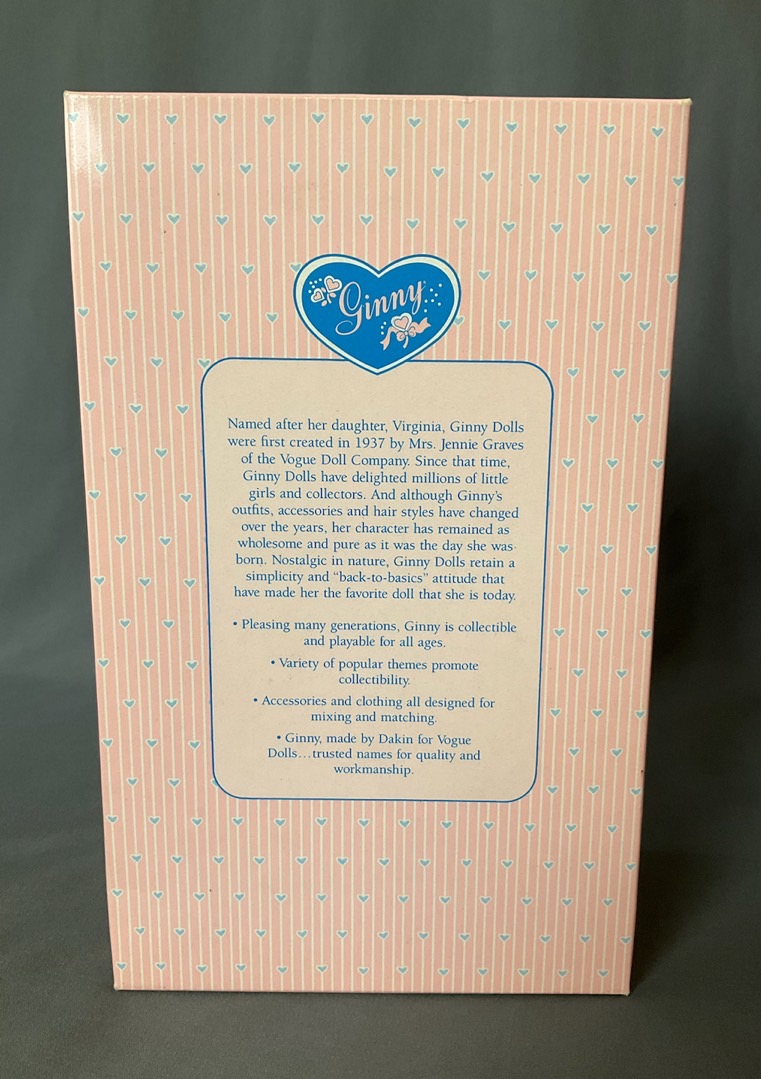 Ginny
Named after her daughter, Virginia, Ginny Dolls
were first created in 1937 by Mrs. Jennie Graves
of the Vogue Doll Company. Since that time,
Ginny Dolls have delighted millions of little
girls and collectors. And although Ginny's
outfits, accessories and hair styles have changed
over the years, her character has remained as
wholesome and pure as it was the day she was
born. Nostalgic in nature, Ginny Dolls retain a
simplicity and "back-to-basics" attitude that
have made her the favorite doll that she is today.
• Pleasing many generations, Ginny is collectible
and playable for all ages.
• Variety of popular themes promote
collectibility.
• Accessories and clothing all designed for
mixing and matching.
• Ginny, made by Dakin for Vogue
Dolls...trusted names for quality and
workmanship.